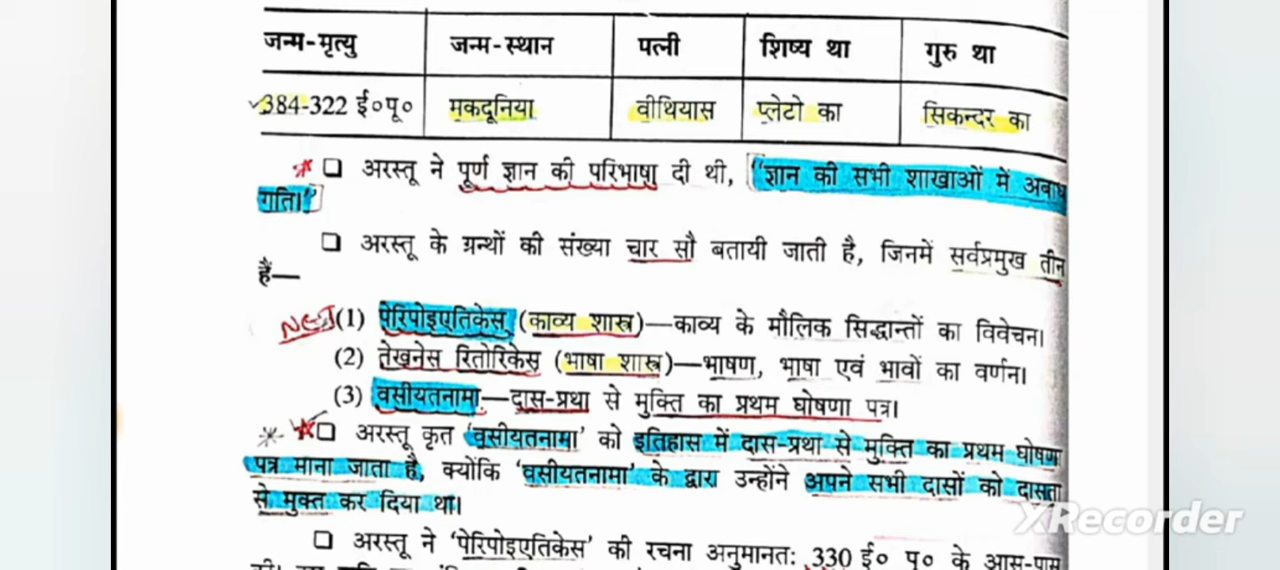 जन्म-मृत्यु जन्म-स्थान पत्नी शिष्य था गुरु था
384-322 ई०पू० मकदूनिया वीथियास प्लेटो का सिकन्दर का
❑ अरस्तू ने पूर्ण ज्ञान की परिभाषा दी थी, "ज्ञान की सभी शाखाओं में अबाध
गति।"
❑ अरस्तू के ग्रन्थों की संख्या चार सौ बतायी जाती है, जिनमें सर्वप्रमुख तीन
हैं—
NET (1) पेरिपोइएतिकेस (काव्य शास्त्र)—काव्य के मौलिक सिद्धान्तों का विवेचन।
(2) तेखनेस रितोरिकेस (भाषा शास्त्र)—भाषण, भाषा एवं भावों का वर्णन।
(3) वसीयतनामा—दास-प्रथा से मुक्ति का प्रथम घोषणा पत्र।
❑ अरस्तू कृत 'वसीयतनामा' को इतिहास में दास-प्रथा से मुक्ति का प्रथम घोषणा
पत्र माना जाता है, क्योंकि 'वसीयतनामा' के द्वारा उन्होंने अपने सभी दासों को दासता
से मुक्त कर दिया था।
❑ अरस्तू ने 'पेरिपोइएतिकेस' की रचना अनुमानतः 330 ई० पू० के आस-पास
XRecorder